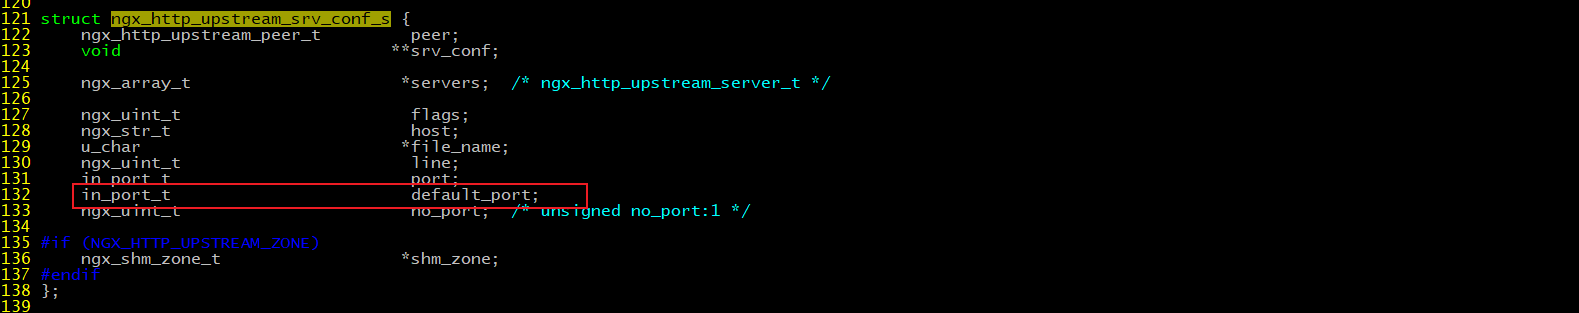 120
121 struct ngx_http_upstream_srv_conf_s {
122     ngx_http_upstream_peer_t         peer;
123     void                           **srv_conf;
124
125     ngx_array_t                     *servers;  /* ngx_http_upstream_server_t */
126
127     ngx_uint_t                       flags;
128     ngx_str_t                        host;
129     u_char                          *file_name;
130     ngx_uint_t                       line;
131     in_port_t                        port;
132     in_port_t                        default_port;
133     ngx_uint_t                       no_port;  /* unsigned no_port:1 */
134
135 #if (NGX_HTTP_UPSTREAM_ZONE)
136     ngx_shm_zone_t                  *shm_zone;
137 #endif
138 };
139